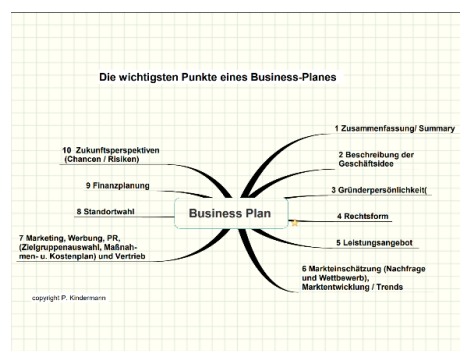 Die wichtigsten Punkte eines Business-Planes
1 Zusammenfassung/ Summary
2 Beschreibung der
Geschäftsidee
3 Gründerpersönlichkeit
4 Rechtsform
5 Leistungsangebot
6 Markteinschätzung (Nachfrage
und Wettbewerb),
Marktentwicklung / Trends
7 Marketing, Werbung, PR,
(Zielgruppenauswahl, Maßnah-
men- u. Kostenplan) und Vertrieb
8 Standortwahl
9 Finanzplanung
10 Zukunftsperspektiven
(Chancen / Risiken)
Business Plan
copyright P. Kindermann